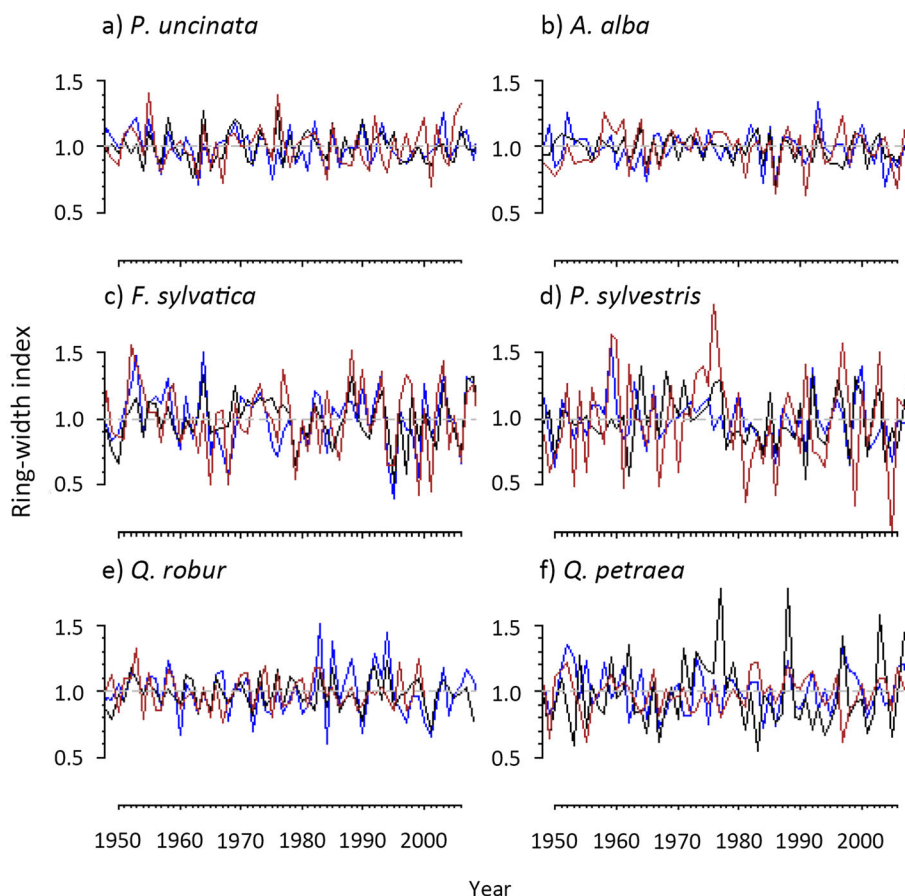 a) P. uncinata
b) A. alba
1.5
1.0
0.5
1.5
1.0
0.5
c) F. sylvatica
d) P. sylvestris
1.5
1.0
0.5
1.5
1.0
0.5
Ring-width index
e) Q. robur
f) Q. petraea
1.5
1.0
0.5
1.5
1.0
0.5
1950 1960 1970 1980 1990 2000
1950 1960 1970 1980 1990 2000
Year